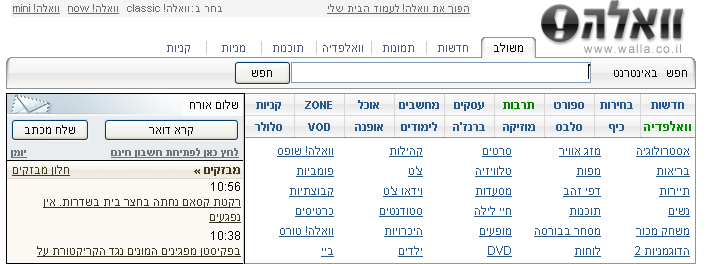 הפוך את וואלה! לעמוד הבית שלי
בחר ב: וואלה! classic וואלה! now וואלה! mini
וואלה!
www.walla.co.il
משולב חדשות תמונות וואלפדיה תוכנות מניות קניות
חפש באינטרנט
חפש
חדשות בחירות ספורט תרבות עסקים מחשבים אוכל ZONE קניות
וואלפדיה כיף סלבס מוזיקה ברנז'ה לימודים אופנה VOD סלולר
אסטרולוגיה מזג אוויר סרטים קהילות וואלה! שופס
בריאות מפות טלוויזיה צ'ט פומביות
תיירות דפי זהב מסעדות וידאו צ'ט קבוצתיות
נשים תוכנות חיי לילה סטודנטים כרטיסים
משחק מכור מסחר בבורסה מופעים היכרויות וואלה! טורס
הדוגמניות 2 לוחות DVD ילדים ביי
שלום אורח
קרא דואר שלח מכתב
לחץ כאן לפתיחת חשבון חינם יומן
מבזקים » חלון מבזקים
10:56
רקטת קסאם נחתה בחצר בית בשדרות. אין
נפגעים
10:38
בפקיסטן מפגינים המונים נגד הקריקטורת על